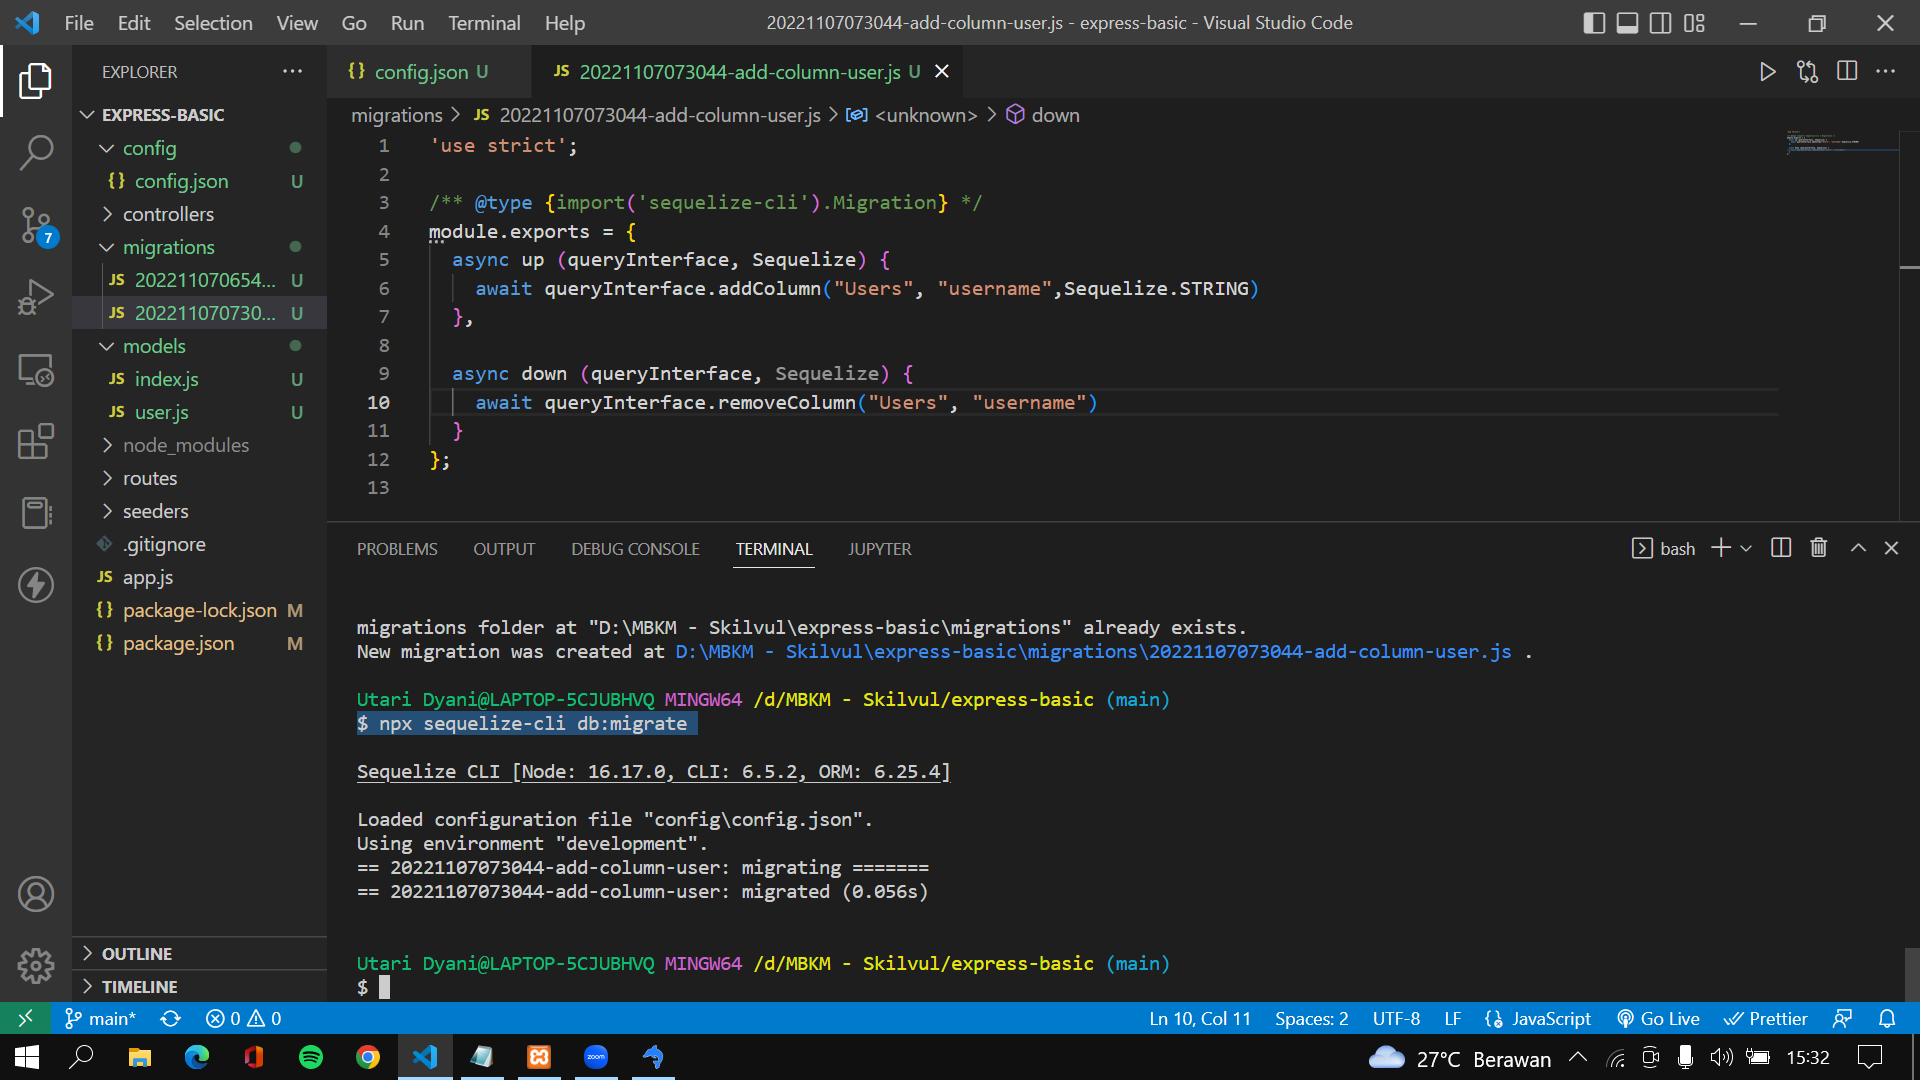 File Edit Selection View Go Run Terminal Help
20221107073044-add-column-user.js - express-basic - Visual Studio Code
EXPLORER
{} config.json U
JS 20221107073044-add-column-user.js U
EXPRESS-BASIC
config
{} config.json U
controllers
migrations
JS 202211070654... U
JS 202211070730... U
models
JS index.js U
JS user.js U
node_modules
routes
seeders
.gitignore
JS app.js
{} package-lock.json M
{} package.json M
OUTLINE
TIMELINE
7
migrations > JS 20221107073044-add-column-user.js > <unknown> > down
1 'use strict';
2
3 /** @type {import('sequelize-cli').Migration} */
4 module.exports = {
5 async up (queryInterface, Sequelize) {
6 await queryInterface.addColumn("Users", "username",Sequelize.STRING)
7 },
8
9 async down (queryInterface, Sequelize) {
10 await queryInterface.removeColumn("Users", "username")
11 }
12 };
13
PROBLEMS OUTPUT DEBUG CONSOLE TERMINAL JUPYTER
bash
migrations folder at "D:\MBKM - Skilvul\express-basic\migrations" already exists.
New migration was created at D:\MBKM - Skilvul\express-basic\migrations\20221107073044-add-column-user.js .
Utari Dyani@LAPTOP-5CJUBHVQ MINGW64 /d/MBKM - Skilvul/express-basic (main)
$ npx sequelize-cli db:migrate
Sequelize CLI [Node: 16.17.0, CLI: 6.5.2, ORM: 6.25.4]
Loaded configuration file "config\config.json".
Using environment "development".
== 20221107073044-add-column-user: migrating =======
== 20221107073044-add-column-user: migrated (0.056s)
Utari Dyani@LAPTOP-5CJUBHVQ MINGW64 /d/MBKM - Skilvul/express-basic (main)
$
main* 0 0
Ln 10, Col 11 Spaces: 2 UTF-8 LF {} JavaScript Go Live Prettier
zoom
27°C Berawan
15:32